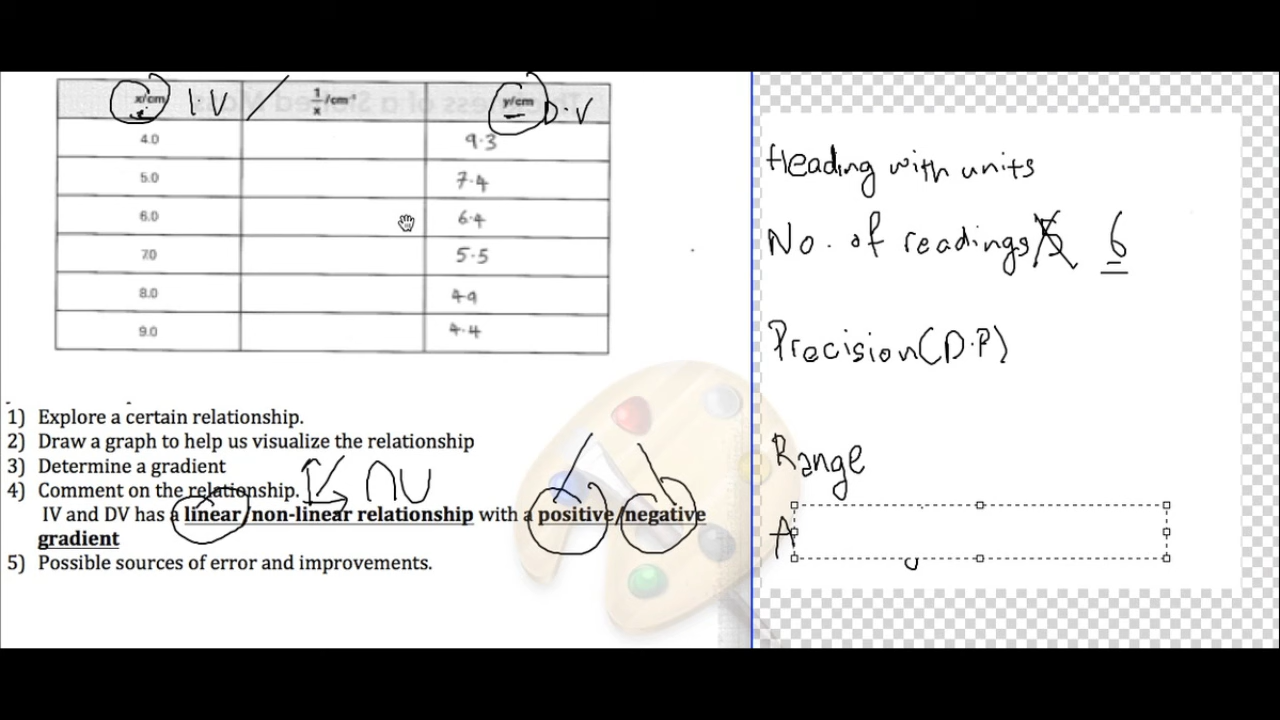 x/cm I.V 1/x /cm⁻¹ y/cm D.V
4.0 9.3
5.0 7.4
6.0 6.4
7.0 5.5
8.0 4.9
9.0 4.4
1) Explore a certain relationship.
2) Draw a graph to help us visualize the relationship
3) Determine a gradient
4) Comment on the relationship.
IV and DV has a linear/non-linear relationship with a positive/negative
gradient
5) Possible sources of error and improvements.
Heading with units
No. of readings 5 6
Precision (D.P)
Range
A